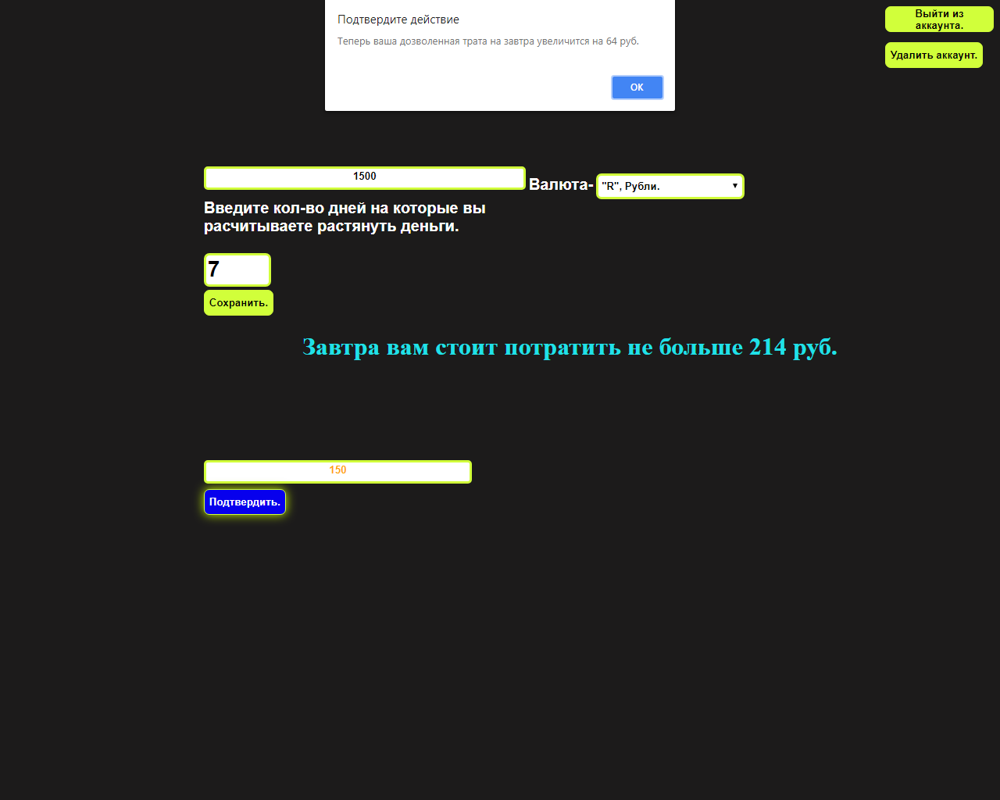 Подтвердите действие
Теперь ваша дозволенная трата на завтра увеличится на 64 руб.
ОК
Выйти из
аккаунта.
Удалить аккаунт.
1500
Валюта- "R", Рубли.
Введите кол-во дней на которые вы
расчитываете растянуть деньги.
7
Сохранить.
Завтра вам стоит потратить не больше 214 руб.
150
Подтвердить.